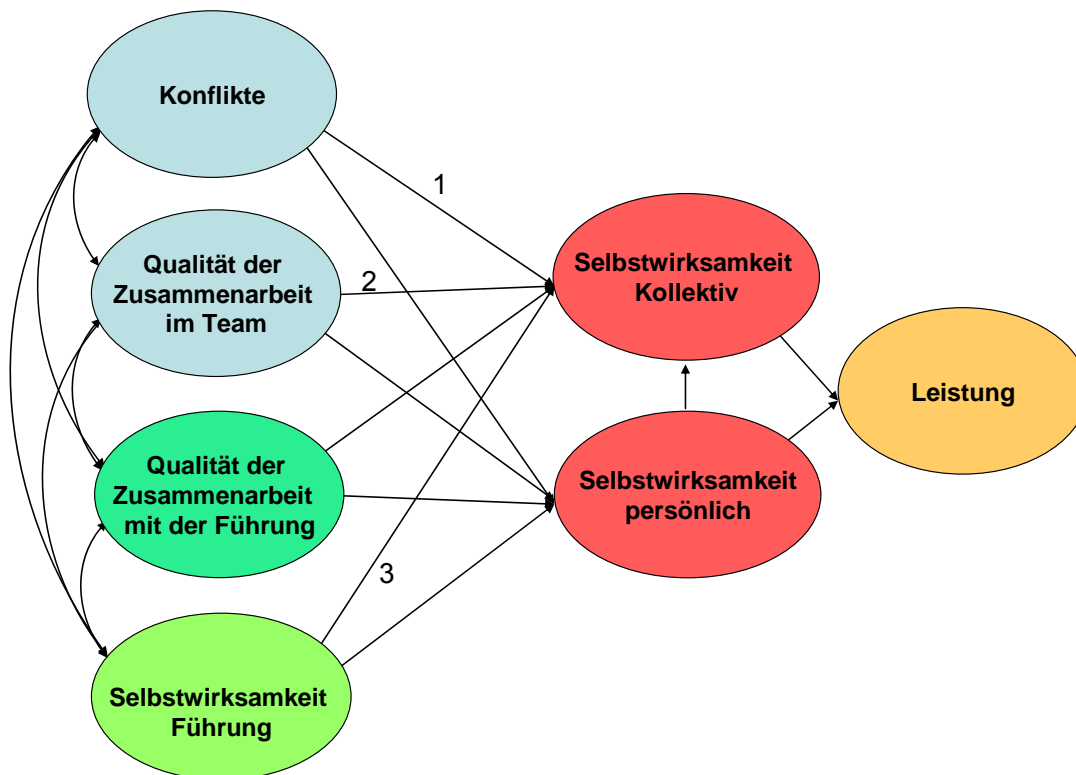 Konflikte
1
Qualität der
Zusammenarbeit
im Team
2
Selbstwirksamkeit
Kollektiv
Leistung
Qualität der
Zusammenarbeit
mit der Führung
Selbstwirksamkeit
persönlich
3
Selbstwirksamkeit
Führung